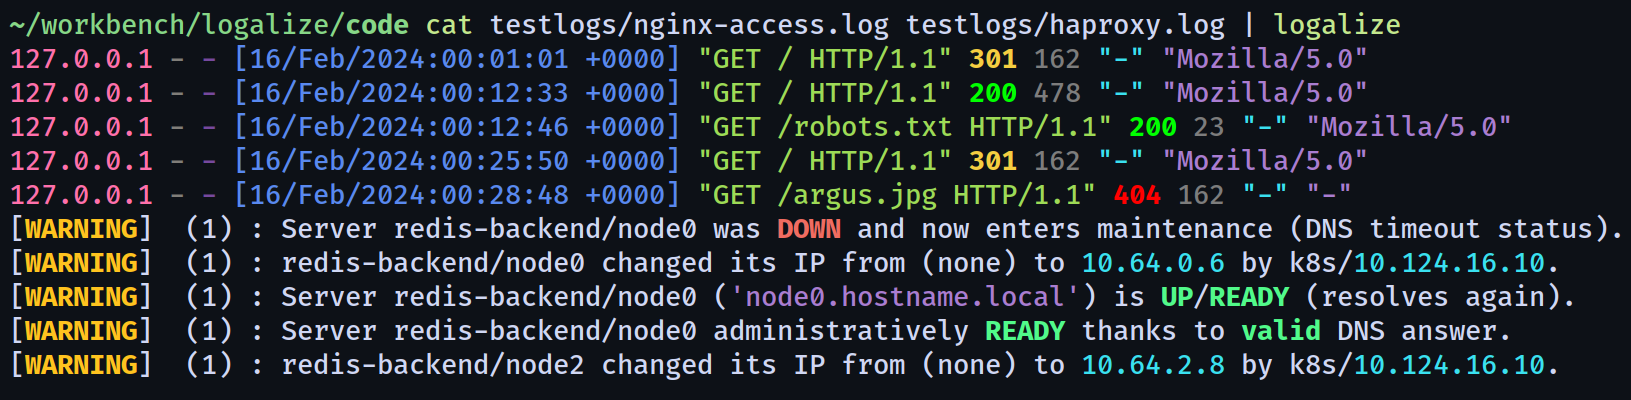 ~/workbench/logalize/code cat testlogs/nginx-access.log testlogs/haproxy.log | logalize
127.0.0.1 - - [16/Feb/2024:00:01:01 +0000] "GET / HTTP/1.1" 301 162 "-" "Mozilla/5.0"
127.0.0.1 - - [16/Feb/2024:00:12:33 +0000] "GET / HTTP/1.1" 200 478 "-" "Mozilla/5.0"
127.0.0.1 - - [16/Feb/2024:00:12:46 +0000] "GET /robots.txt HTTP/1.1" 200 23 "-" "Mozilla/5.0"
127.0.0.1 - - [16/Feb/2024:00:25:50 +0000] "GET / HTTP/1.1" 301 162 "-" "Mozilla/5.0"
127.0.0.1 - - [16/Feb/2024:00:28:48 +0000] "GET /argus.jpg HTTP/1.1" 404 162 "-" "-"
[WARNING]  (1) : Server redis-backend/node0 was DOWN and now enters maintenance (DNS timeout status).
[WARNING]  (1) : redis-backend/node0 changed its IP from (none) to 10.64.0.6 by k8s/10.124.16.10.
[WARNING]  (1) : Server redis-backend/node0 ('node0.hostname.local') is UP/READY (resolves again).
[WARNING]  (1) : Server redis-backend/node0 administratively READY thanks to valid DNS answer.
[WARNING]  (1) : redis-backend/node2 changed its IP from (none) to 10.64.2.8 by k8s/10.124.16.10.